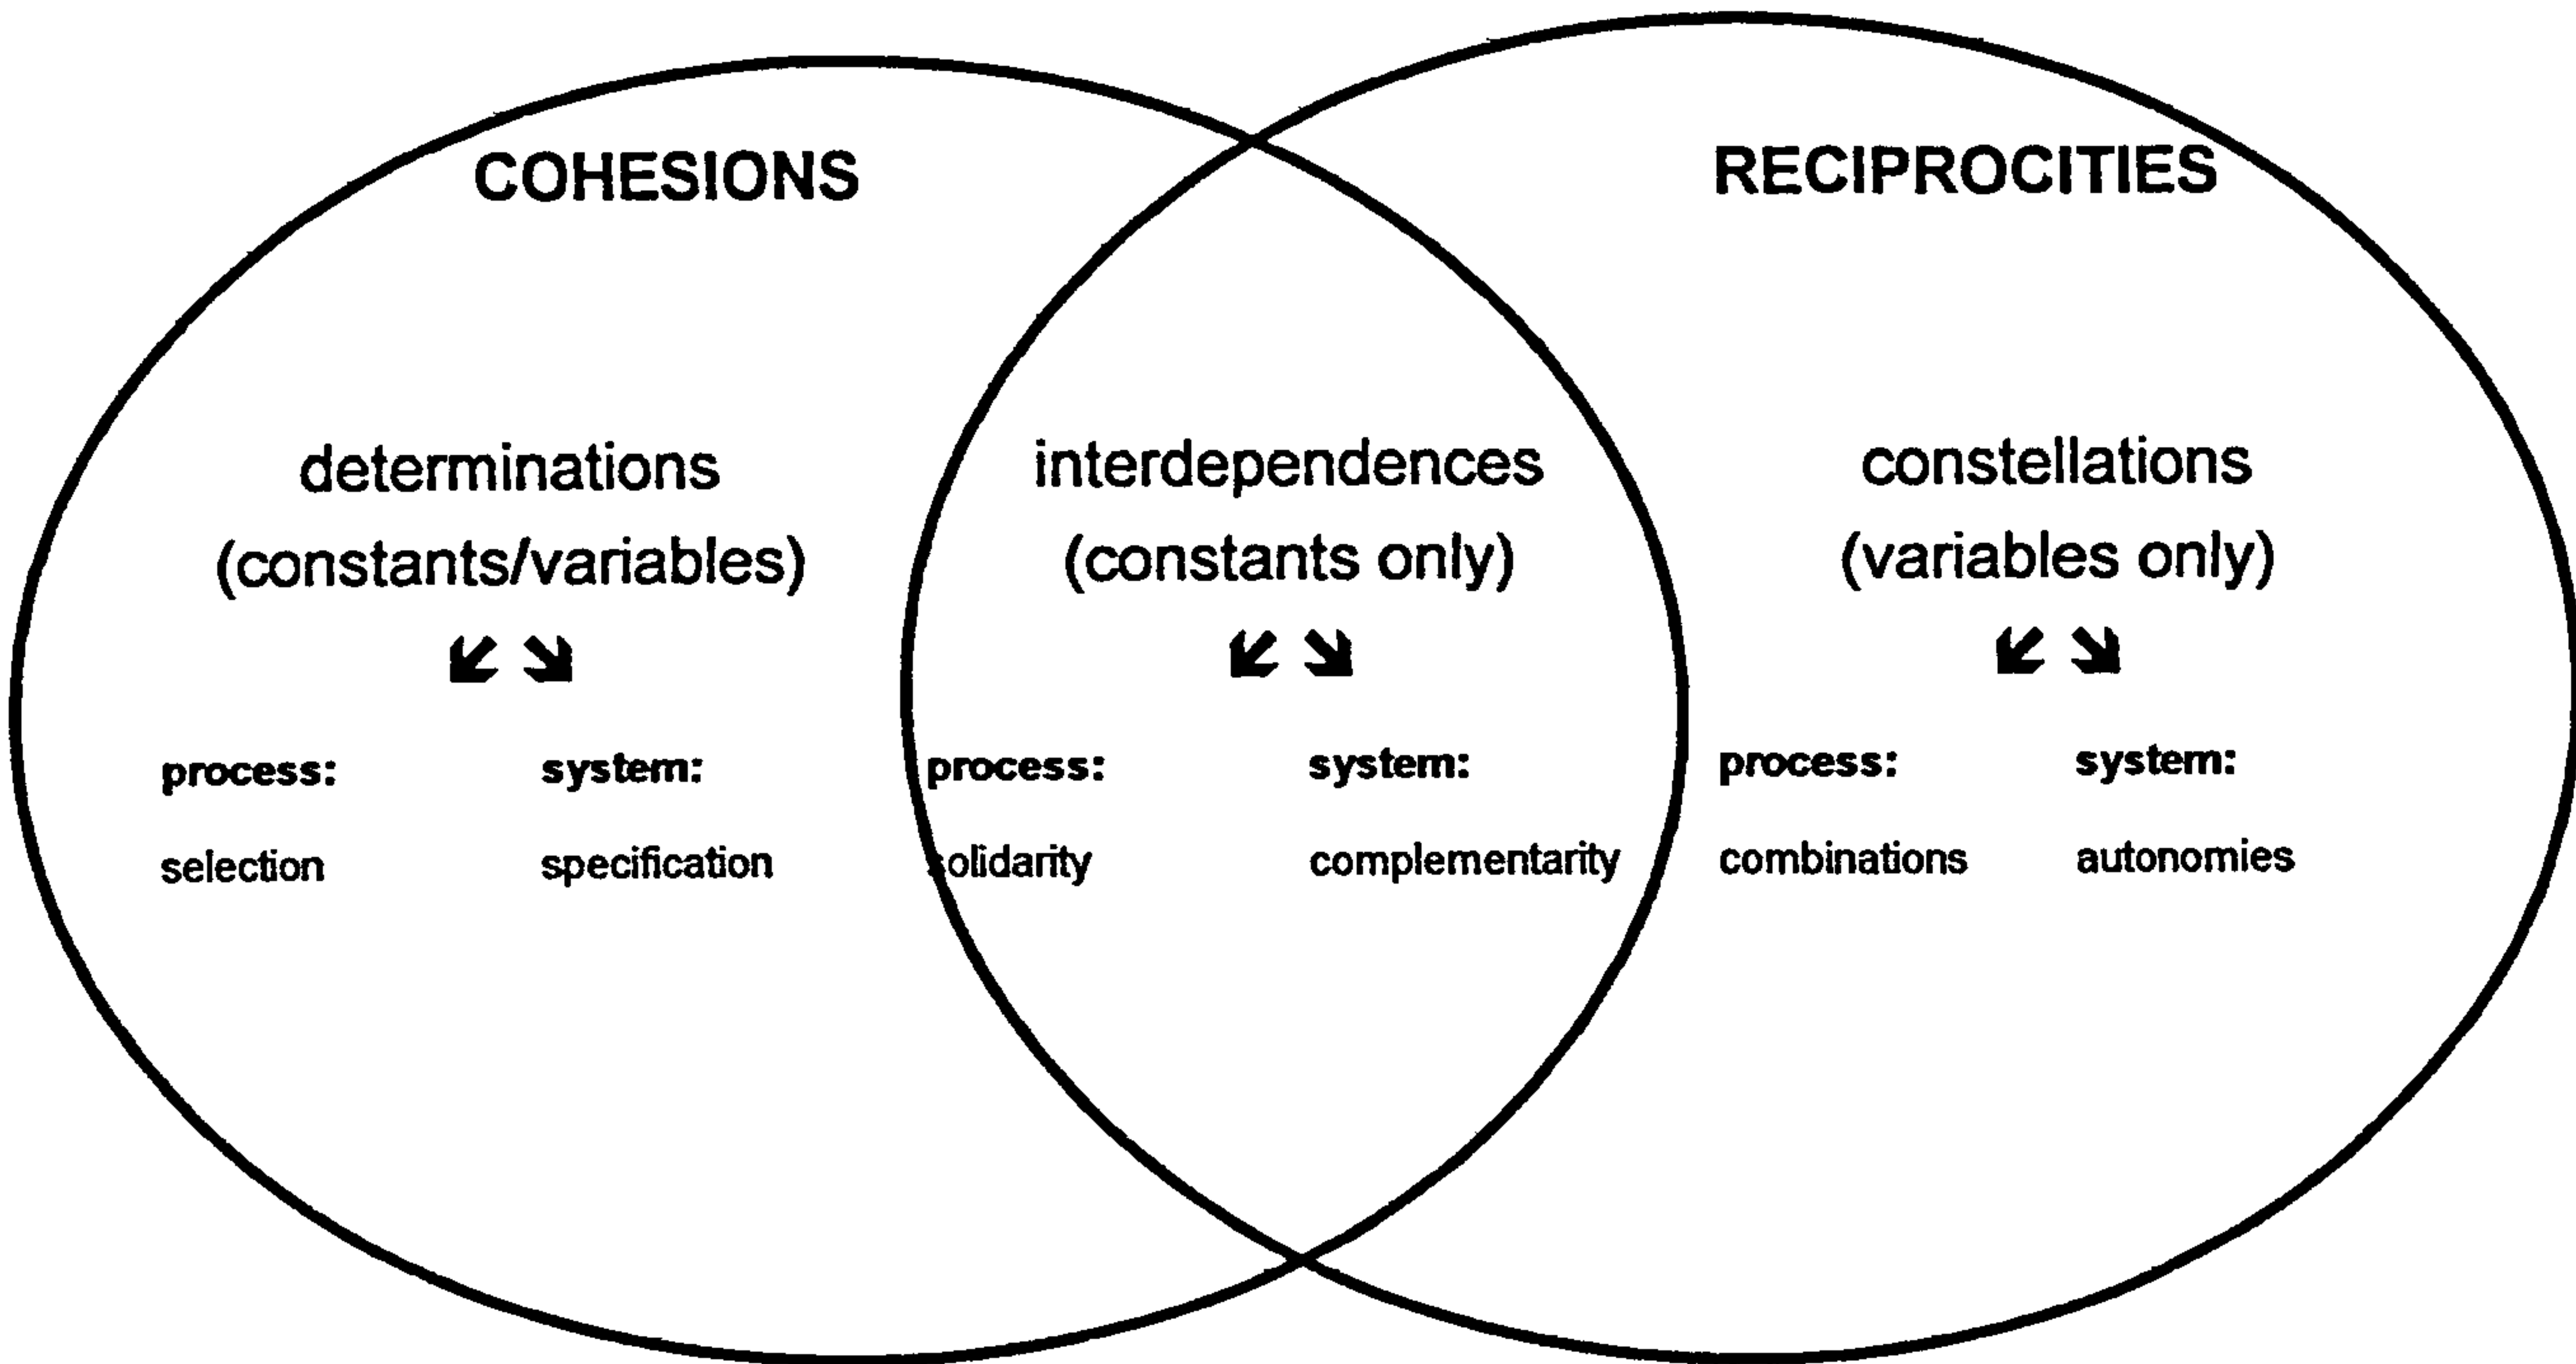 COHESIONS
RECIPROCITIES
determinations
(constants/variables)
interdependences
(constants only)
constellations
(variables only)
process:
system:
selection
specification
process:
system:
solidarity
complementarity
process:
system:
combinations
autonomies